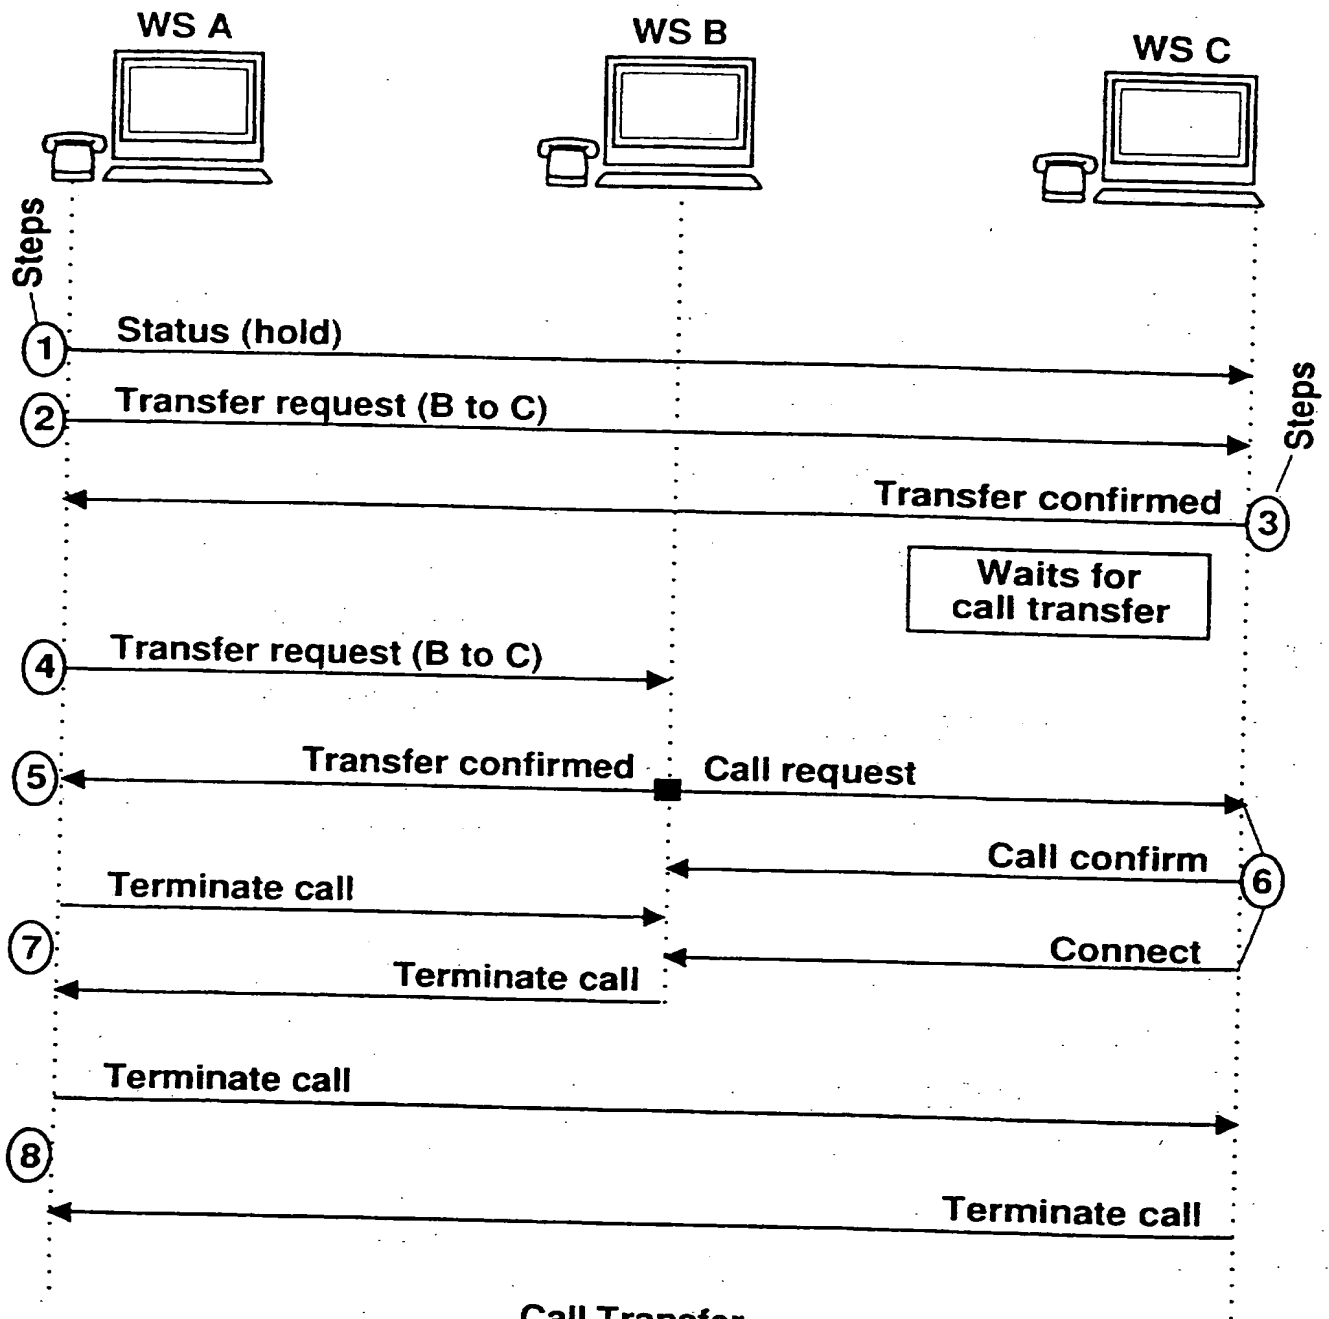 WS A
WS B
WS C
Steps
1
Status (hold)
2
Transfer request (B to C)
Steps
Transfer confirmed
3
Waits for
call transfer
4
Transfer request (B to C)
5
Transfer confirmed
Call request
Call confirm
6
Terminate call
7
Connect
Terminate call
Terminate call
8
Terminate call
Call Transfer